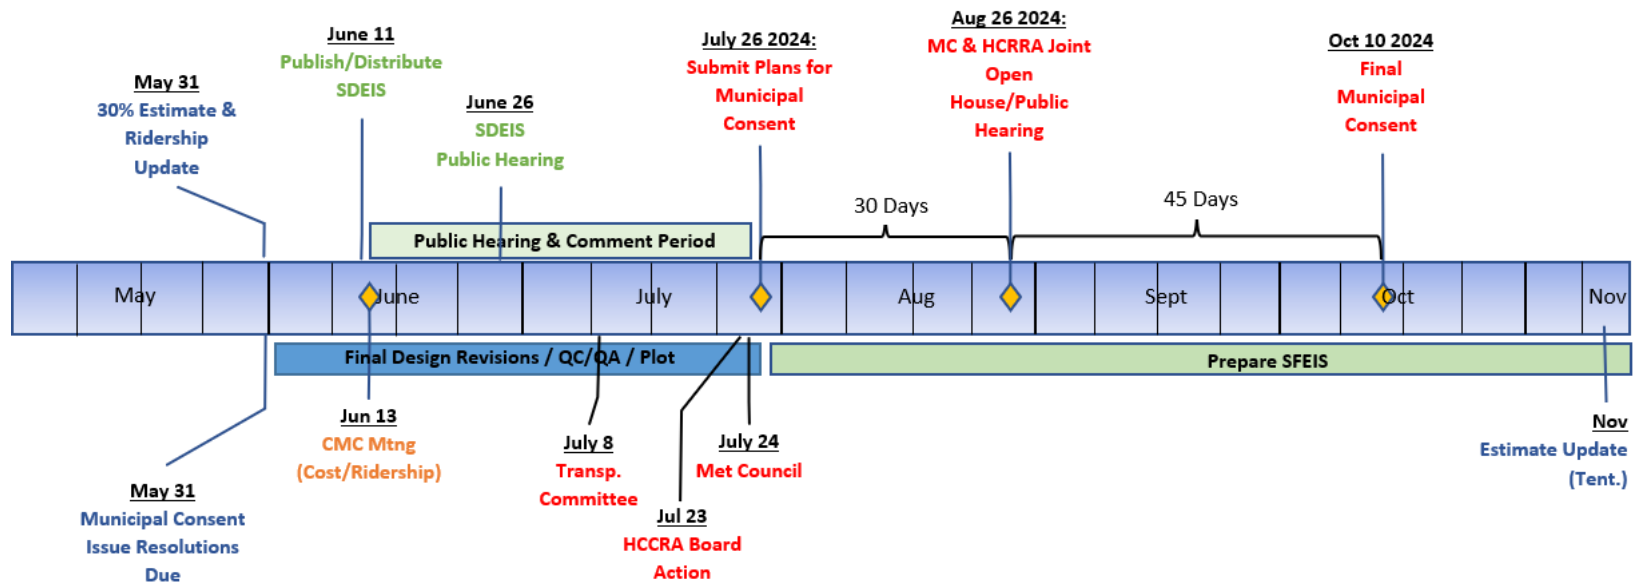 May 31
30% Estimate &
Ridership
Update
June 11
Publish/Distribute
SDEIS
June 26
SDEIS
Public Hearing
July 26 2024:
Submit Plans for
Municipal
Consent
Aug 26 2024:
MC & HCRRA Joint
Open
House/Public
Hearing
Oct 10 2024
Final
Municipal
Consent
30 Days
45 Days
Public Hearing & Comment Period
May
June
July
Aug
Sept
Oct
Nov
Final Design Revisions / QC/QA / Plot
Prepare SFEIS
May 31
Municipal Consent
Issue Resolutions
Due
Jun 13
CMC Mtng
(Cost/Ridership)
July 8
Transp.
Committee
Jul 23
HCCRA Board
Action
July 24
Met Council
Nov
Estimate Update
(Tent.)